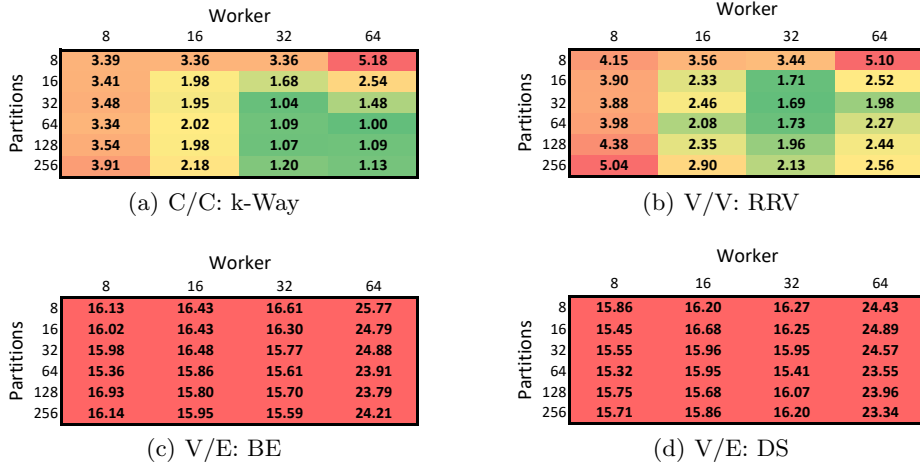 Worker
8 16 32 64
Partitions
8 3.39 3.36 3.36 5.18
16 3.41 1.98 1.68 2.54
32 3.48 1.95 1.04 1.48
64 3.34 2.02 1.09 1.00
128 3.54 1.98 1.07 1.09
256 3.91 2.18 1.20 1.13
(a) C/C: k-Way
Worker
8 16 32 64
Partitions
8 4.15 3.56 3.44 5.10
16 3.90 2.33 1.71 2.52
32 3.88 2.46 1.69 1.98
64 3.98 2.08 1.73 2.27
128 4.38 2.35 1.96 2.44
256 5.04 2.90 2.13 2.56
(b) V/V: RRV
Worker
8 16 32 64
Partitions
8 16.13 16.43 16.61 25.77
16 16.02 16.43 16.30 24.79
32 15.98 16.48 15.77 24.88
64 15.36 15.86 15.61 23.91
128 16.93 15.80 15.70 23.79
256 16.14 15.95 15.59 24.21
(c) V/E: BE
Worker
8 16 32 64
Partitions
8 15.86 16.20 16.27 24.43
16 15.45 16.68 16.25 24.89
32 15.55 15.96 15.95 24.57
64 15.32 15.95 15.41 23.55
128 15.75 15.68 16.07 23.96
256 15.71 15.86 16.20 23.34
(d) V/E: DS